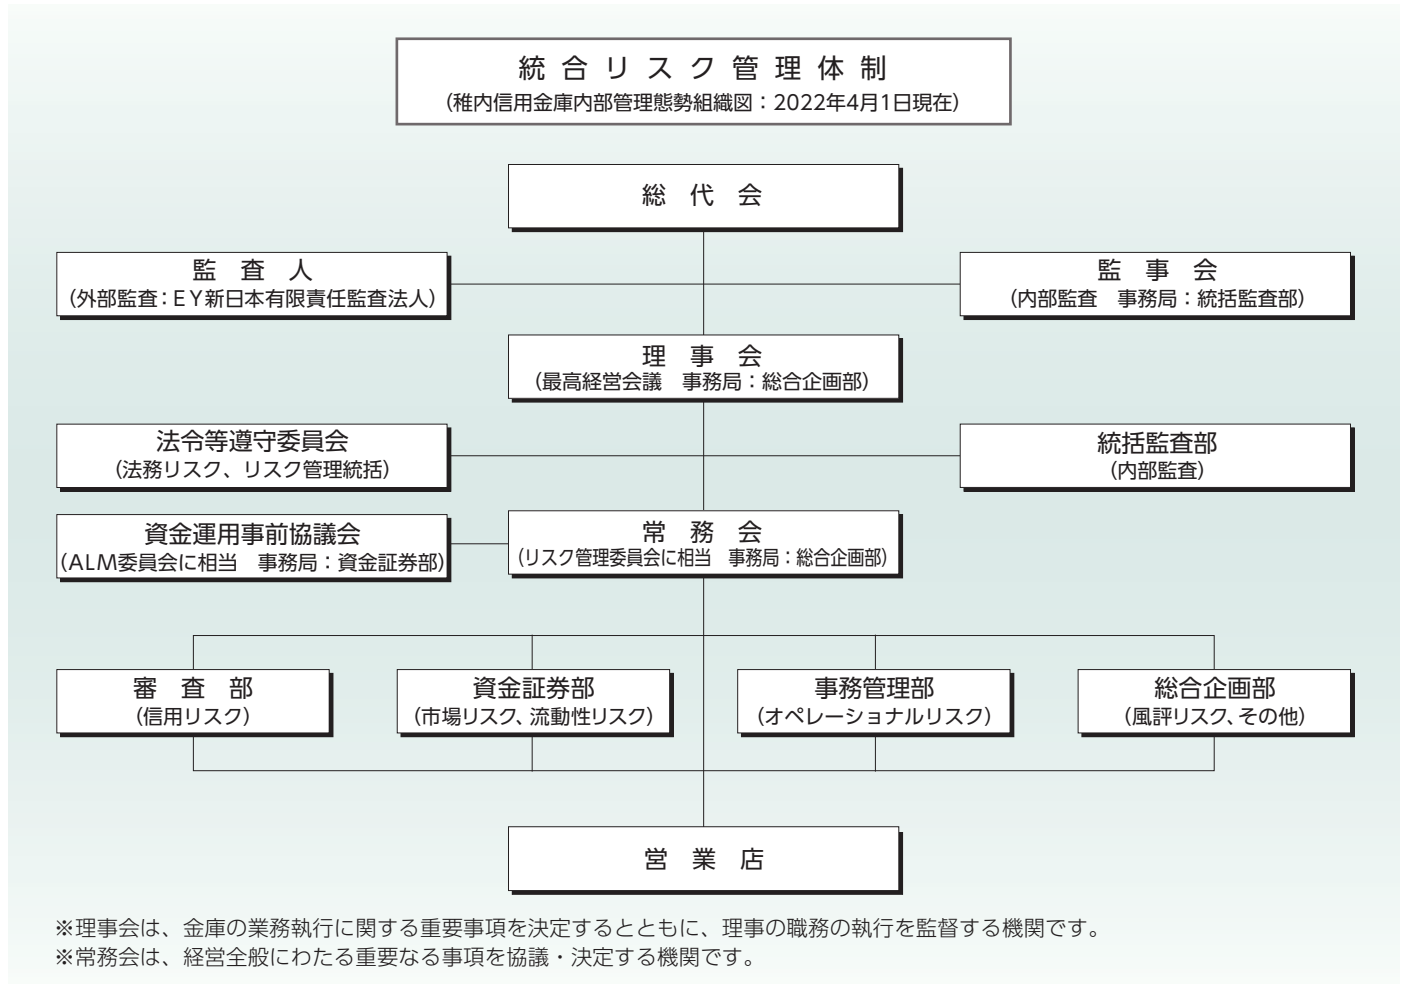 統合リスク管理体制
（稚内信用金庫内部管理態勢組織図：2022年4月1日現在）
総代会
監査人
（外部監査：EY新日本有限責任監査法人）
監事会
（内部監査　事務局：統括監査部）
理事会
（最高経営会議　事務局：総合企画部）
法令等遵守委員会
（法務リスク、リスク管理統括）
統括監査部
（内部監査）
資金運用事前協議会
（ALM委員会に相当　事務局：資金証券部）
常務会
（リスク管理委員会に相当　事務局：総合企画部）
審査部
（信用リスク）
資金証券部
（市場リスク、流動性リスク）
事務管理部
（オペレーショナルリスク）
総合企画部
（風評リスク、その他）
営業店
※理事会は、金庫の業務執行に関する重要事項を決定するとともに、理事の職務の執行を監督する機関です。
※常務会は、経営全般にわたる重要なる事項を協議・決定する機関です。